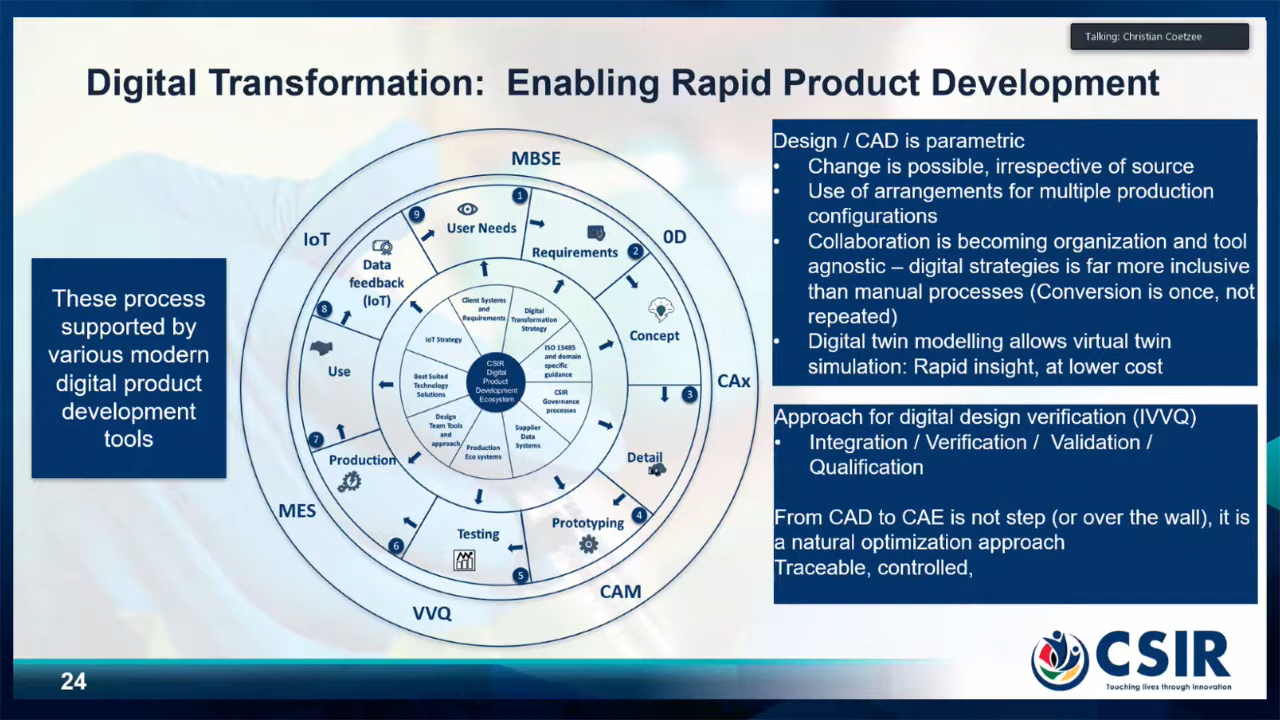 Talking: Christian Coetzee
Digital Transformation: Enabling Rapid Product Development
These process
supported by
various modern
digital product
development
tools
MBSE
0D
CAx
CAM
VVQ
MES
IoT
1
User Needs
2
Requirements
Concept
3
Detail
4
Prototyping
5
Testing
6
Production
7
Use
8
Data
feedback
(IoT)
9
Client Systems
and
Requirements
Digital
Transformation
Strategy
ISO 13485
and domain
specific
guidance
CSIR
Governance
processes
Supplier
Data
Systems
Production
Eco systems
Design
Team Tools
and
approach
Best Suited
Technology
Solutions
IoT Strategy
CSIR
Digital
Product
Development
Ecosystem
Design / CAD is parametric
• Change is possible, irrespective of source
• Use of arrangements for multiple production
configurations
• Collaboration is becoming organization and tool
agnostic – digital strategies is far more inclusive
than manual processes (Conversion is once, not
repeated)
• Digital twin modelling allows virtual twin
simulation: Rapid insight, at lower cost
Approach for digital design verification (IVVQ)
• Integration / Verification / Validation /
Qualification
From CAD to CAE is not step (or over the wall), it is
a natural optimization approach
Traceable, controlled,
CSIR
Touching lives through innovation
24